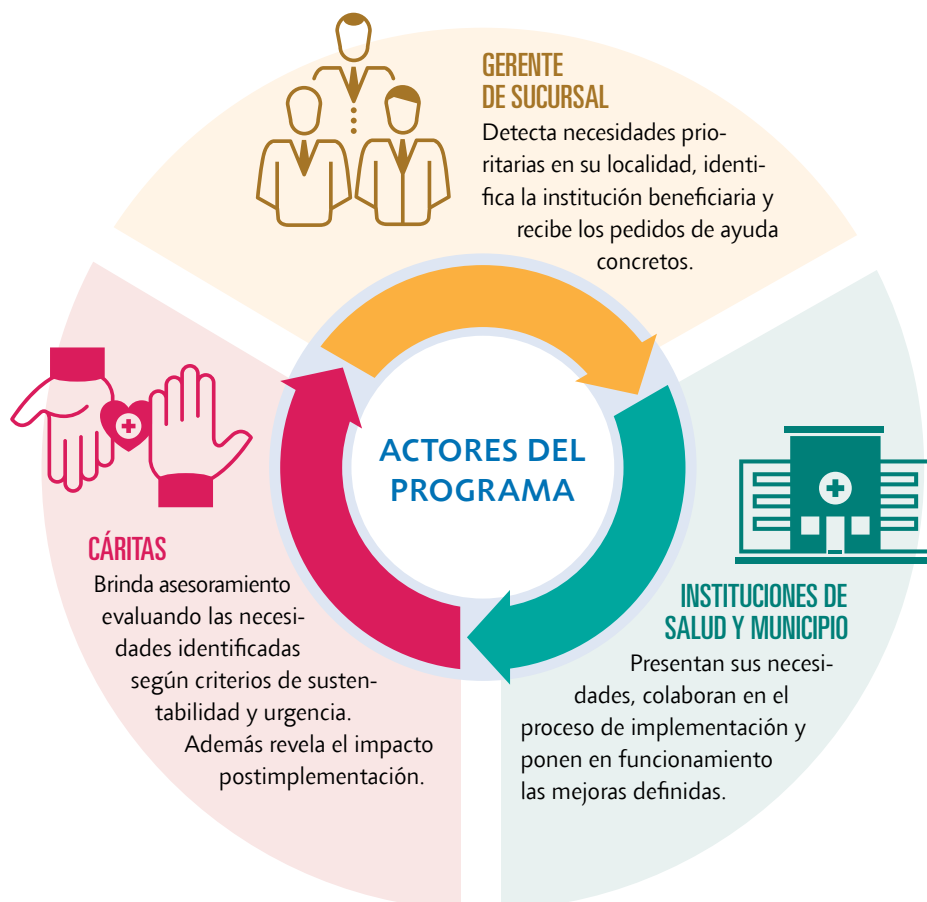 GERENTE
DE SUCURSAL
Detecta necesidades prio-
ritarias en su localidad, identi-
fica la institución beneficiaria y
recibe los pedidos de ayuda
concretos.
ACTORES DEL
PROGRAMA
INSTITUCIONES DE
SALUD Y MUNICIPIO
Presentan sus necesi-
dades, colaboran en el
proceso de implementación y
ponen en funcionamiento
las mejoras definidas.
CÁRITAS
Brinda asesoramiento
evaluando las necesi-
dades identificadas
según criterios de susten-
tabilidad y urgencia.
Además revela el impacto
postimplementación.